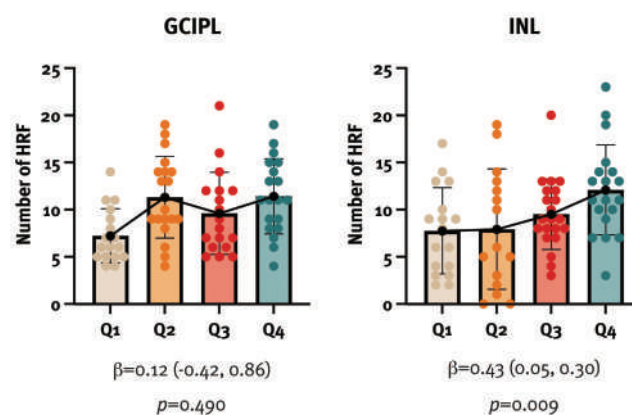 GCIPL
25
20
15
10
5
0
Number of HRF
Q1 Q2 Q3 Q4
β=0.12 (-0.42, 0.86)
p=0.490
INL
25
20
15
10
5
0
Number of HRF
Q1 Q2 Q3 Q4
β=0.43 (0.05, 0.30)
p=0.009